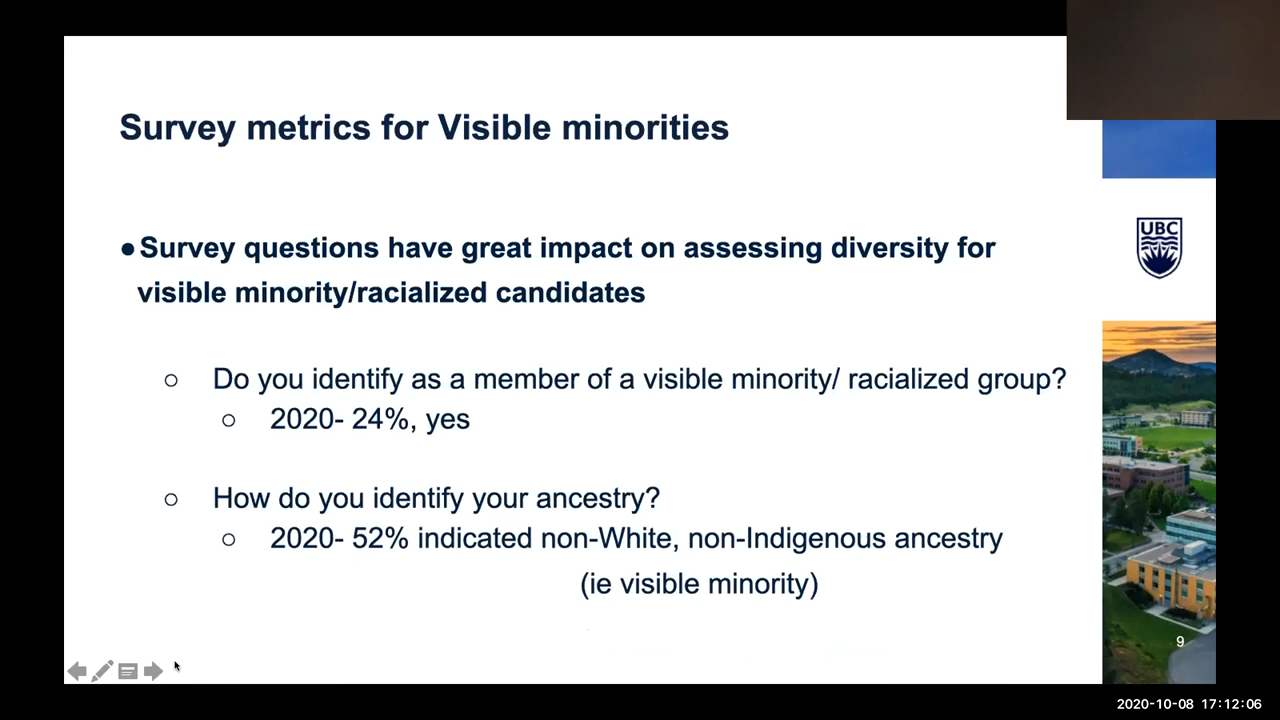 Survey metrics for Visible minorities
●Survey questions have great impact on assessing diversity for
visible minority/racialized candidates
○ Do you identify as a member of a visible minority/ racialized group?
○ 2020- 24%, yes
○ How do you identify your ancestry?
○ 2020- 52% indicated non-White, non-Indigenous ancestry
(ie visible minority)
UBC
9
2020-10-08 17:12:06